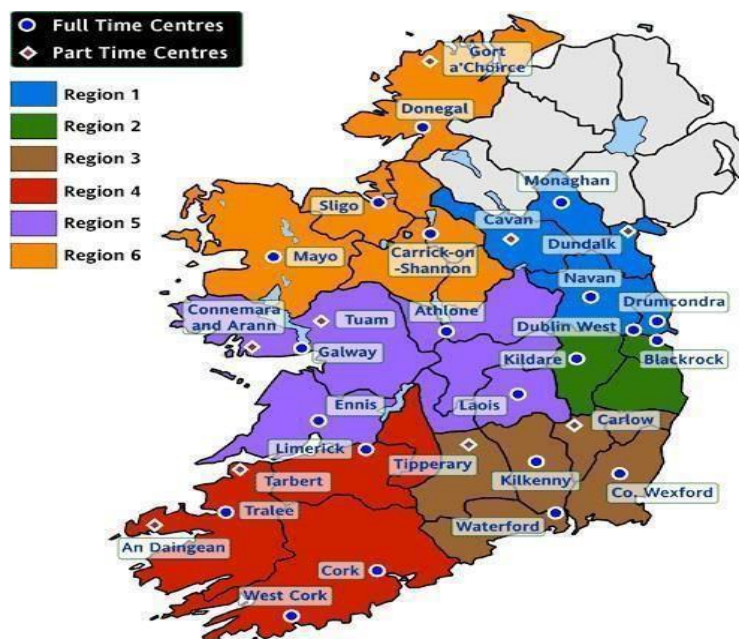 Full Time Centres
Part Time Centres
Region 1
Region 2
Region 3
Region 4
Region 5
Region 6
Gort
a'Choirce
Donegal
Monaghan
Sligo
Cavan
Dundalk
Carrick-on
-Shannon
Mayo
Navan
Connemara
and Arann
Tuam
Athlone
Drumcondra
Dublin West
Galway
Kildare
Blackrock
Ennis
Laois
Carlow
Limerick
Tipperary
Tarbert
Kilkenny
Co. Wexford
Tralee
Waterford
An Daingean
Cork
West Cork